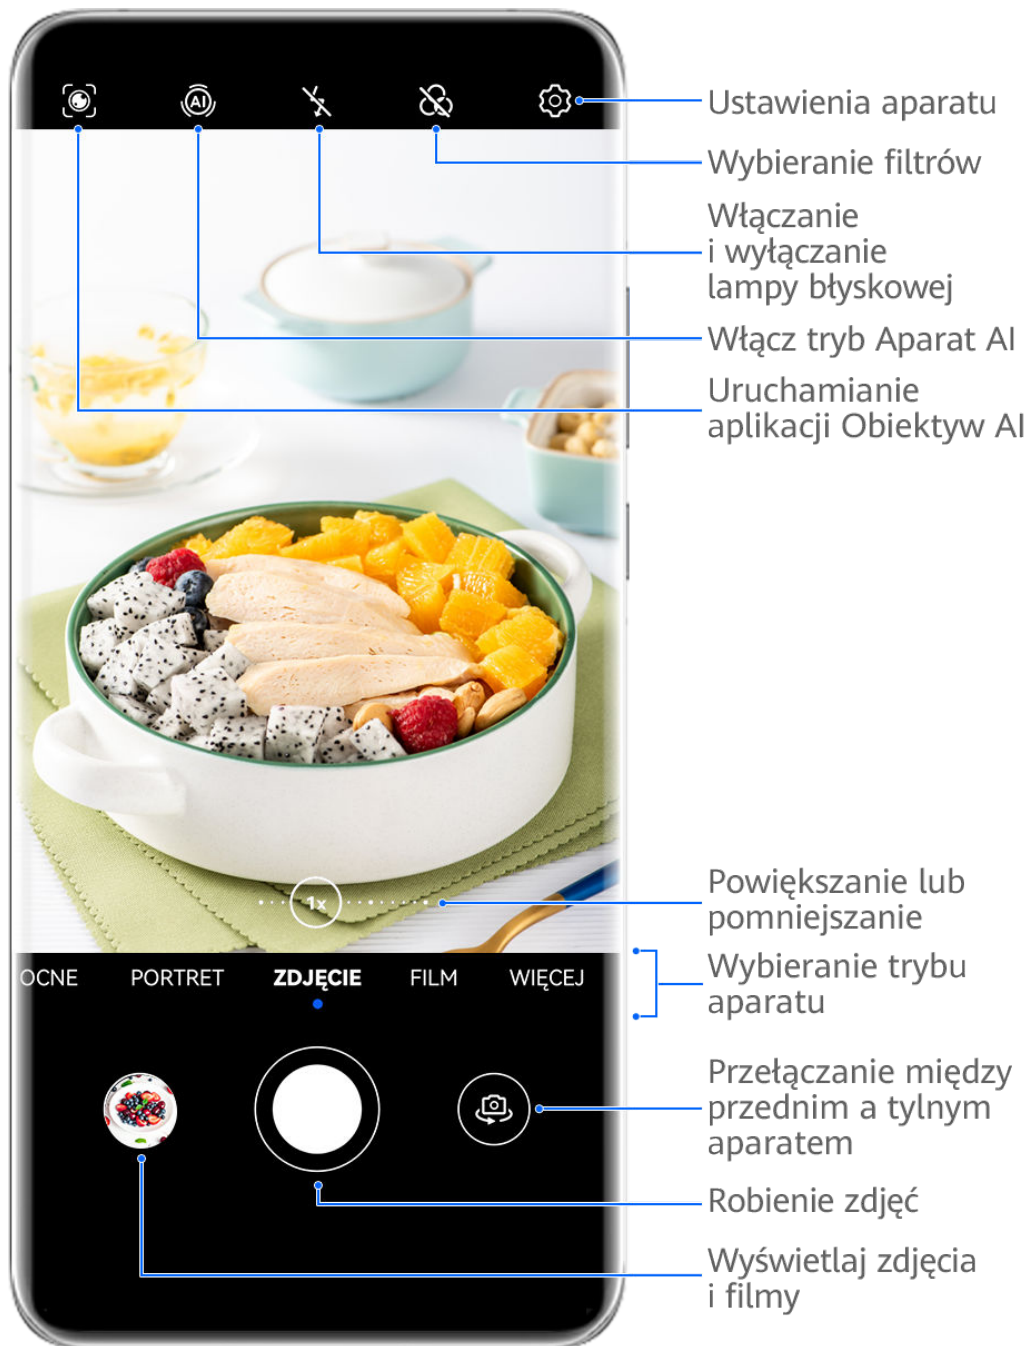 AI
Ustawienia aparatu
Wybieranie filtrów
Włączanie
i wyłączanie
lampy błyskowej
Włącz tryb Aparat AI
Uruchamianie
aplikacji Obiektyw AI
1x
Powiększanie lub
pomniejszanie
OCNE PORTRET ZDJĘCIE FILM WIĘCEJ
Wybieranie trybu
aparatu
Przełączanie między
przednim a tylnym
aparatem
Robienie zdjęć
Wyświetlaj zdjęcia
i filmy